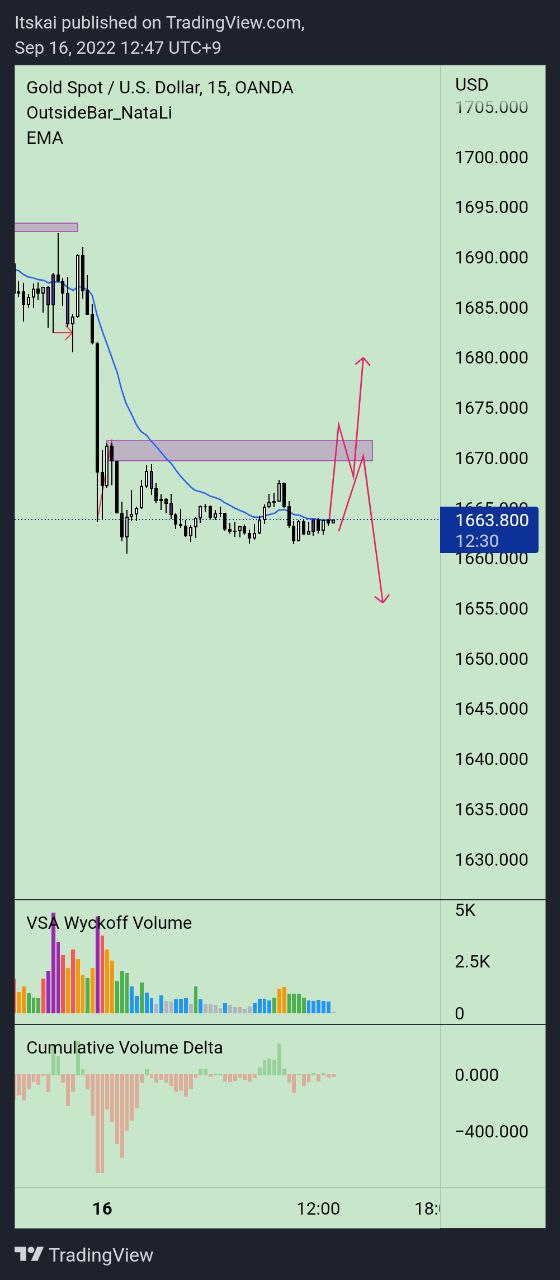 Itskai published on TradingView.com,
Sep 16, 2022 12:47 UTC+9
Gold Spot / U.S. Dollar, 15, OANDA
OutsideBar_NataLi
EMA
USD
1705.000
1700.000
1695.000
1690.000
1685.000
1680.000
1675.000
1670.000
1665.000
1663.800
12:30
1660.000
1655.000
1650.000
1645.000
1640.000
1635.000
1630.000
VSA Wyckoff Volume
5K
2.5K
0
Cumulative Volume Delta
0.000
−400.000
16
12:00
18:
TradingView